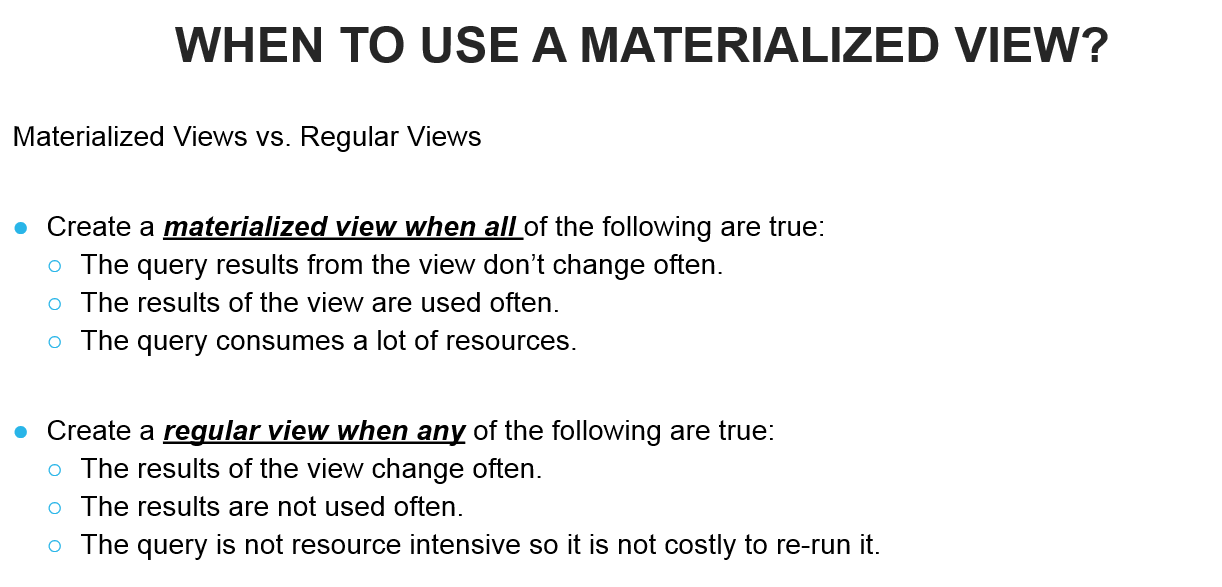 WHEN TO USE A MATERIALIZED VIEW?
Materialized Views vs. Regular Views
● Create a materialized view when all of the following are true:
○ The query results from the view don’t change often.
○ The results of the view are used often.
○ The query consumes a lot of resources.
● Create a regular view when any of the following are true:
○ The results of the view change often.
○ The results are not used often.
○ The query is not resource intensive so it is not costly to re-run it.